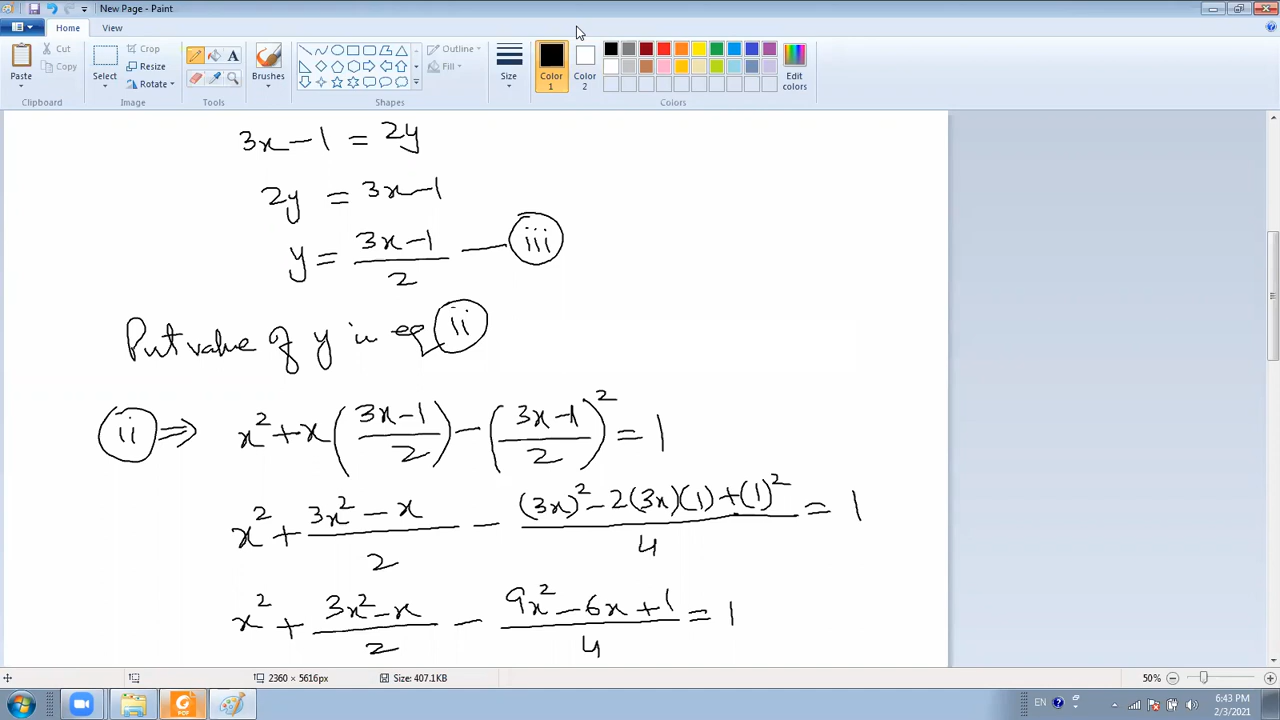 New Page - Paint
Home View
Paste Cut Copy Select Crop Resize Rotate A Brushes Outline Fill Size Color 1 Color 2 Edit colors
Clipboard Image Tools Shapes Colors
3x-1 = 2y
2y = 3x-1
y = (3x-1)/2 — (iii)
Put value of y in eq (ii)
(ii) ⇒ x² + x((3x-1)/2) - ((3x-1)/2)² = 1
x² + (3x²-x)/2 - ((3x)²-2(3x)(1)+(1)²)/4 = 1
x² + (3x²-x)/2 - (9x²-6x+1)/4 = 1
2360 × 5616px Size: 407.1KB 50%
EN 6:43 PM
2/3/2021